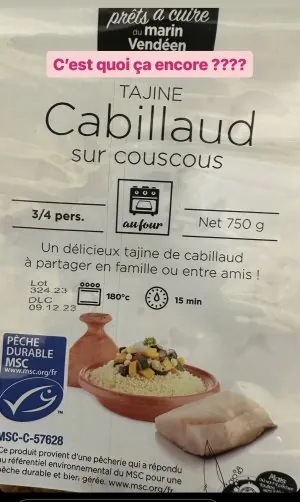 prêts à cuire
du marin
Vendéen
C'est quoi ça encore ????
TAJINE
Cabillaud
sur couscous
3/4 pers.
au four
Net 750 g
Un délicieux tajine de cabillaud
à partager en famille ou entre amis !
Lot
324.23
DLC
09.12.23
180°c
15 min
PÊCHE
DURABLE
MSC
www.msc.org/fr
TM
MSC-C-57628
Ce produit provient d'une pêcherie qui a répondu
au référentiel environnemental du MSC pour une
pêche durable et bien gérée. www.msc.org/fr